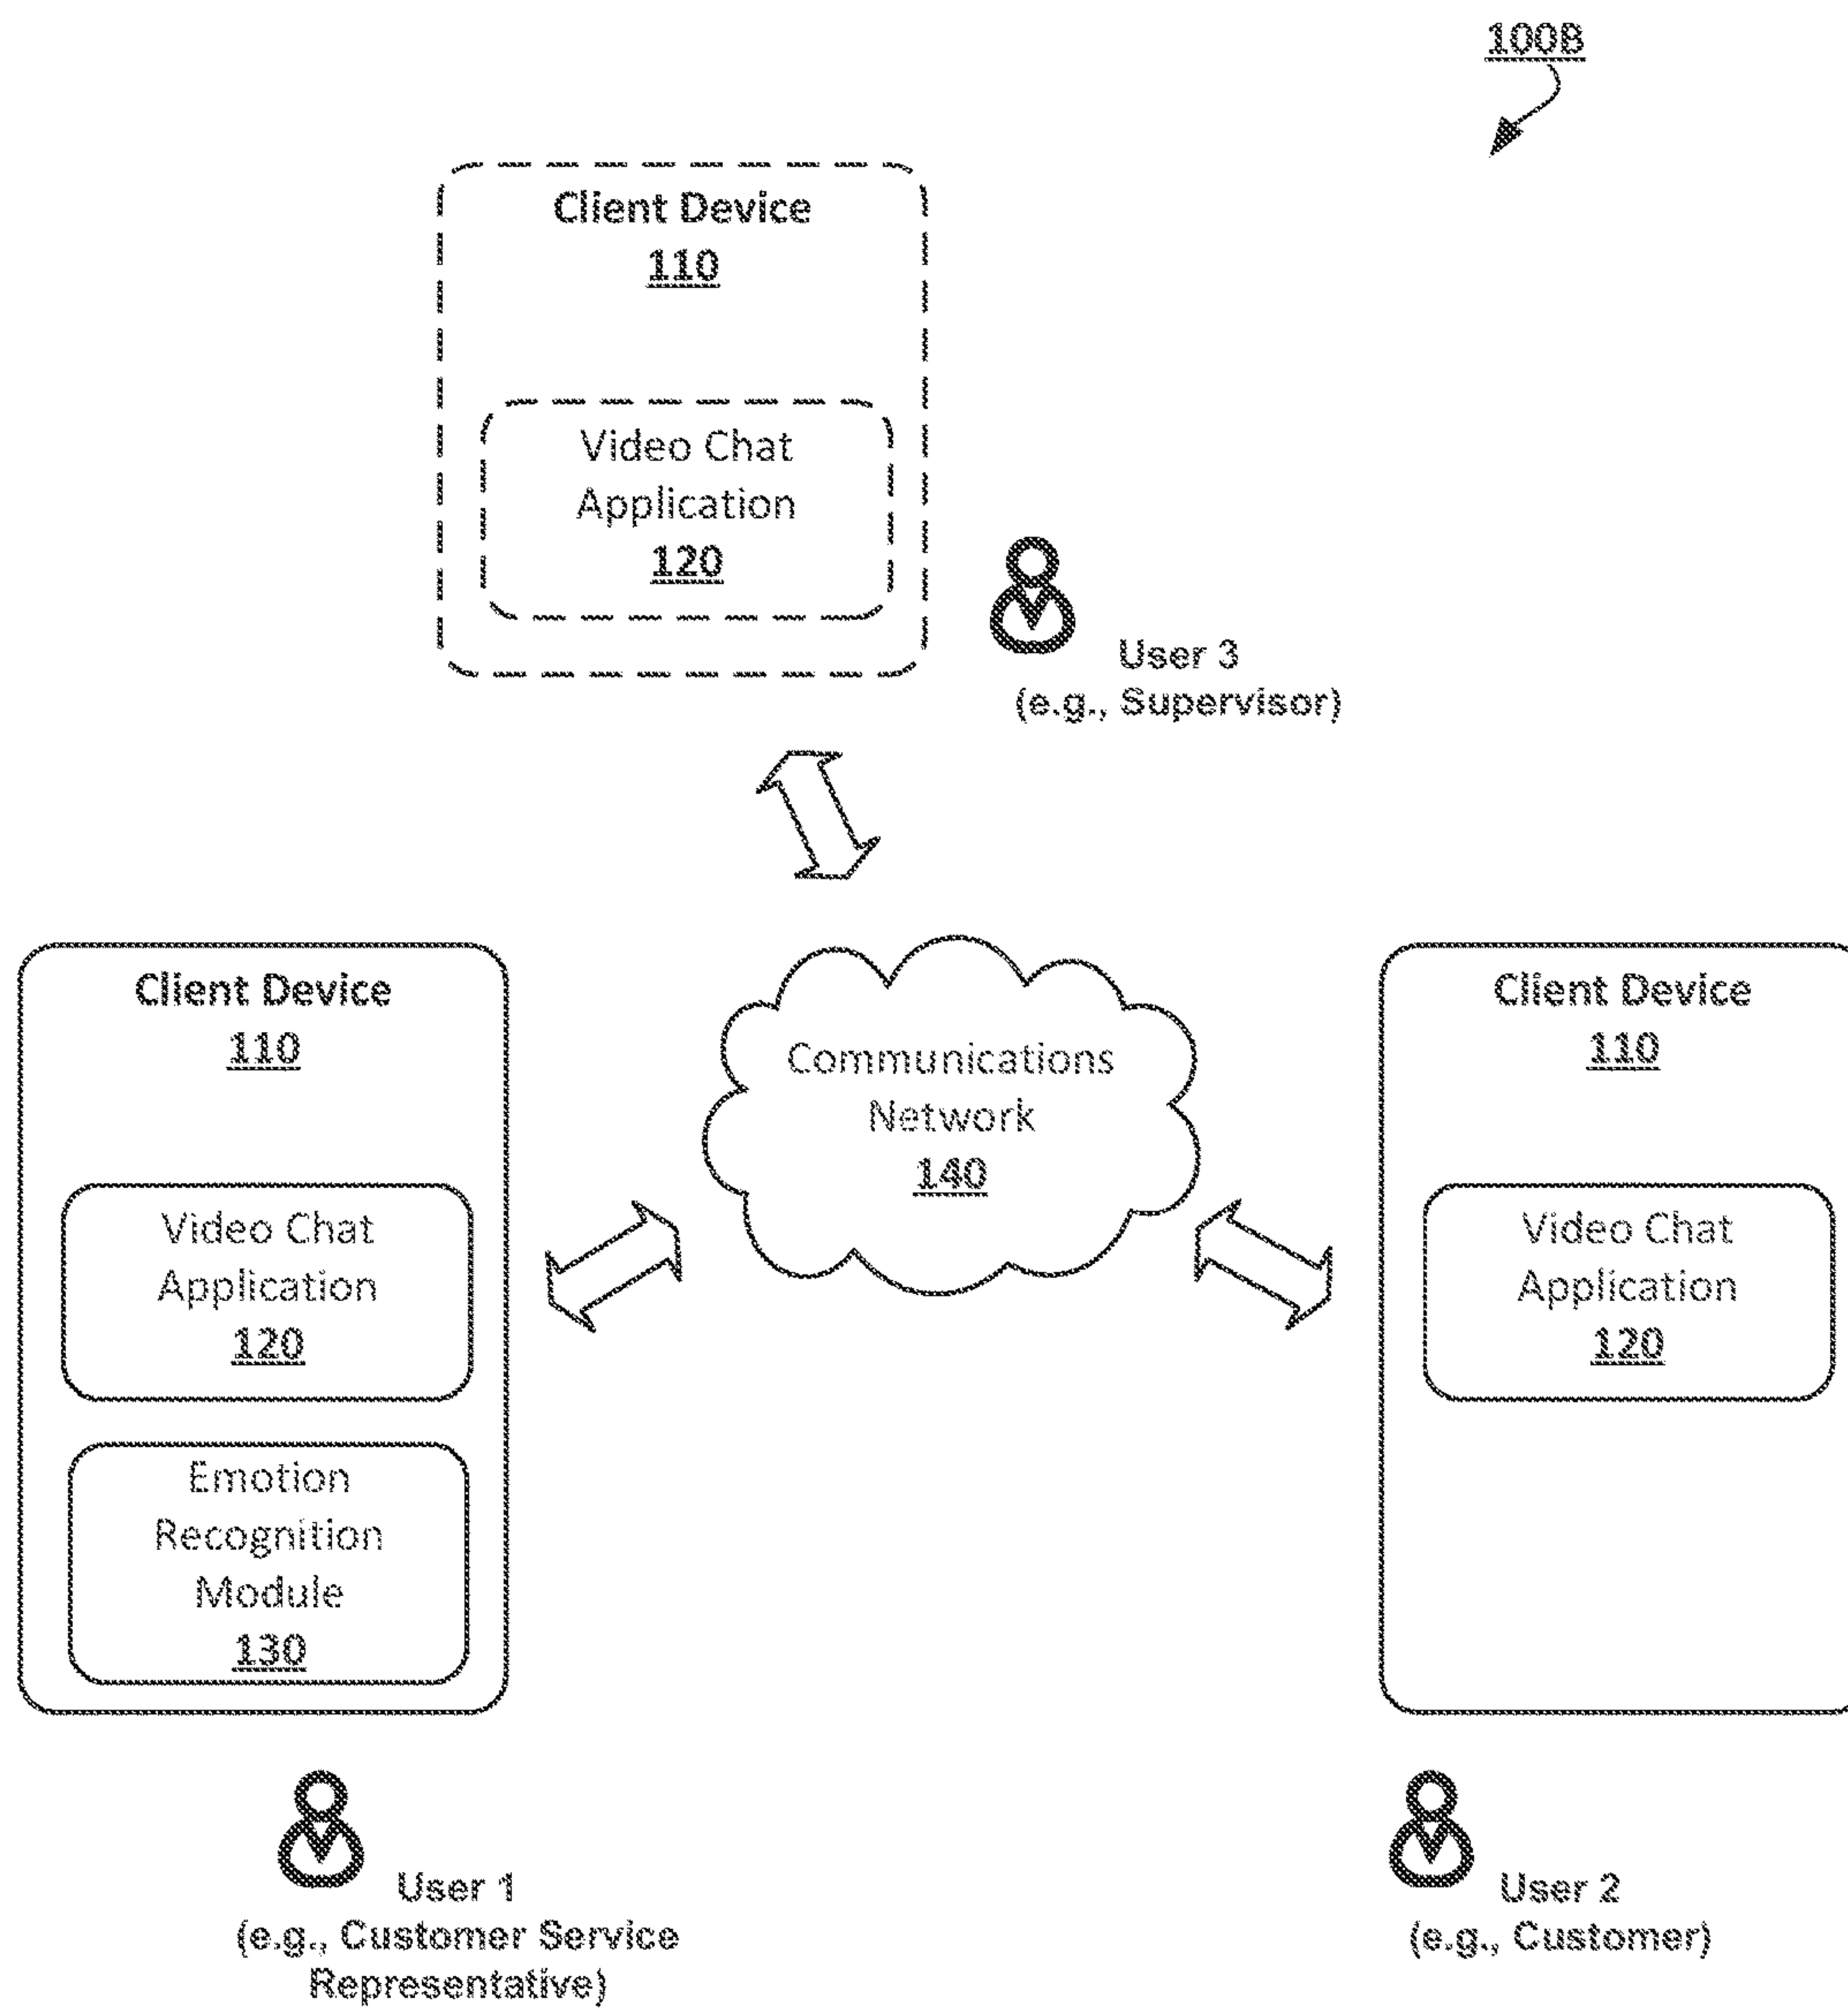 100B
Client Device
110
Video Chat
Application
120
User 3
(e.g., Supervisor)
Client Device
110
Video Chat
Application
120
Emotion
Recognition
Module
130
Communications
Network
140
Client Device
110
Video Chat
Application
120
User 1
(e.g., Customer Service
Representative)
User 2
(e.g., Customer)